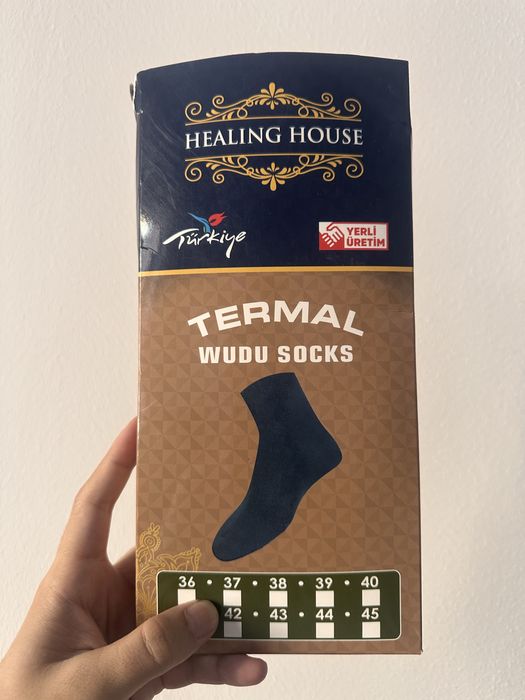 HEALING HOUSE
Türkiye
YERLİ
ÜRETİM
TERMAL
WUDU SOCKS
36 • 37 • 38 • 39 • 40
42 • 43 • 44 • 45